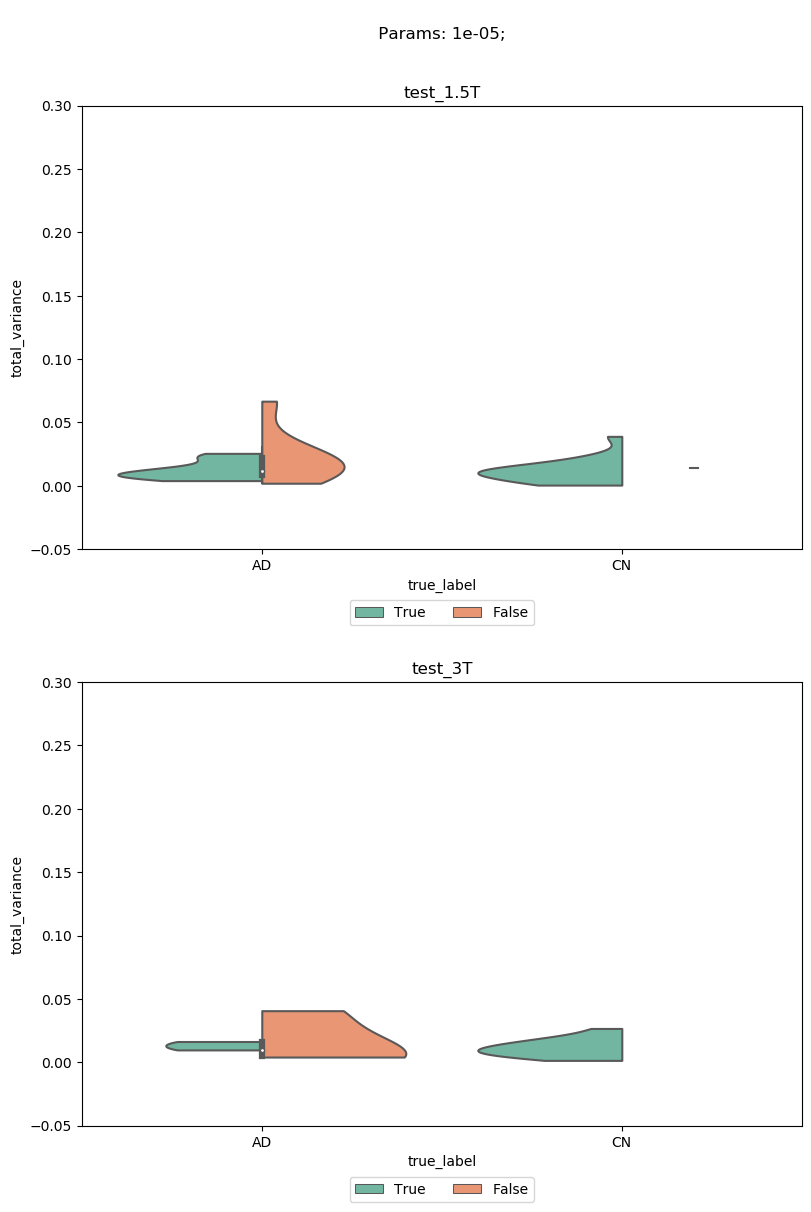 Params: 1e-05;
test_1.5T
0.30
0.25
0.20
0.15
0.10
0.05
0.00
−0.05
total_variance
AD CN
true_label
True False
test_3T
0.30
0.25
0.20
0.15
0.10
0.05
0.00
−0.05
total_variance
AD CN
true_label
True False